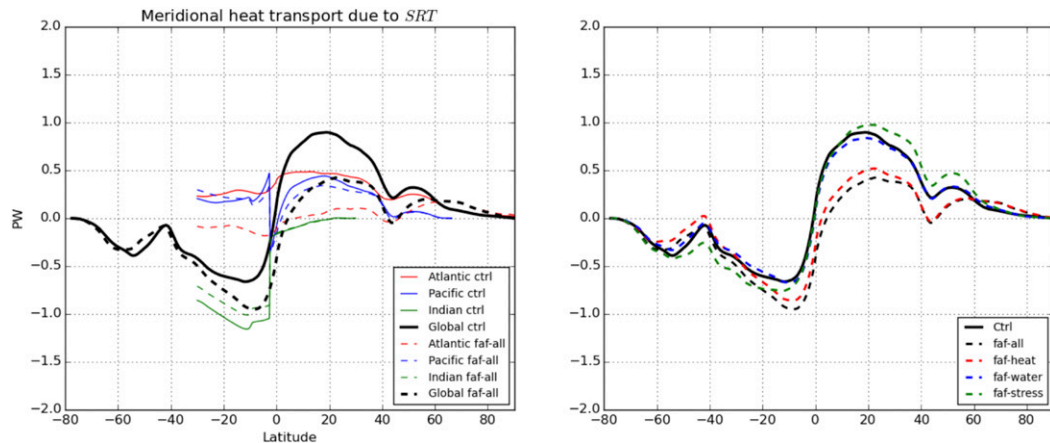 Meridional heat transport due to SRT
2.0
1.5
1.0
0.5
0.0
−0.5
−1.0
−1.5
−2.0
PW
−80 −60 −40 −20 0 20 40 60 80
Latitude
Atlantic ctrl
Pacific ctrl
Indian ctrl
Global ctrl
Atlantic faf-all
Pacific faf-all
Indian faf-all
Global faf-all
2.0
1.5
1.0
0.5
0.0
−0.5
−1.0
−1.5
−2.0
−80 −60 −40 −20 0 20 40 60 80
Ctrl
faf-all
faf-heat
faf-water
faf-stress